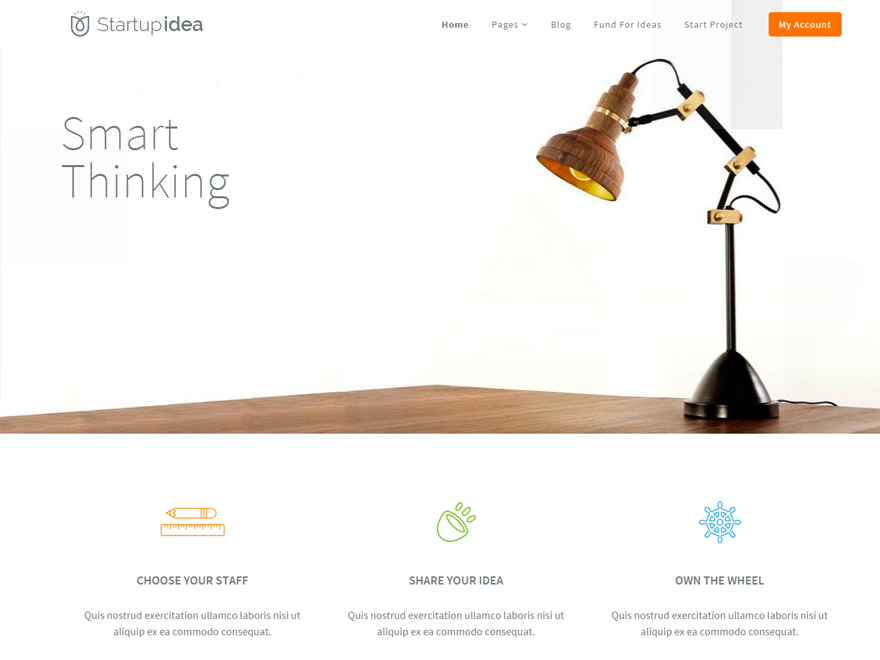 Startupidea
Home Pages Blog Fund For Ideas Start Project My Account
Smart
Thinking
CHOOSE YOUR STAFF
Quis nostrud exercitation ullamco laboris nisi ut
aliquip ex ea commodo consequat.
SHARE YOUR IDEA
Quis nostrud exercitation ullamco laboris nisi ut
aliquip ex ea commodo consequat.
OWN THE WHEEL
Quis nostrud exercitation ullamco laboris nisi ut
aliquip ex ea commodo consequat.